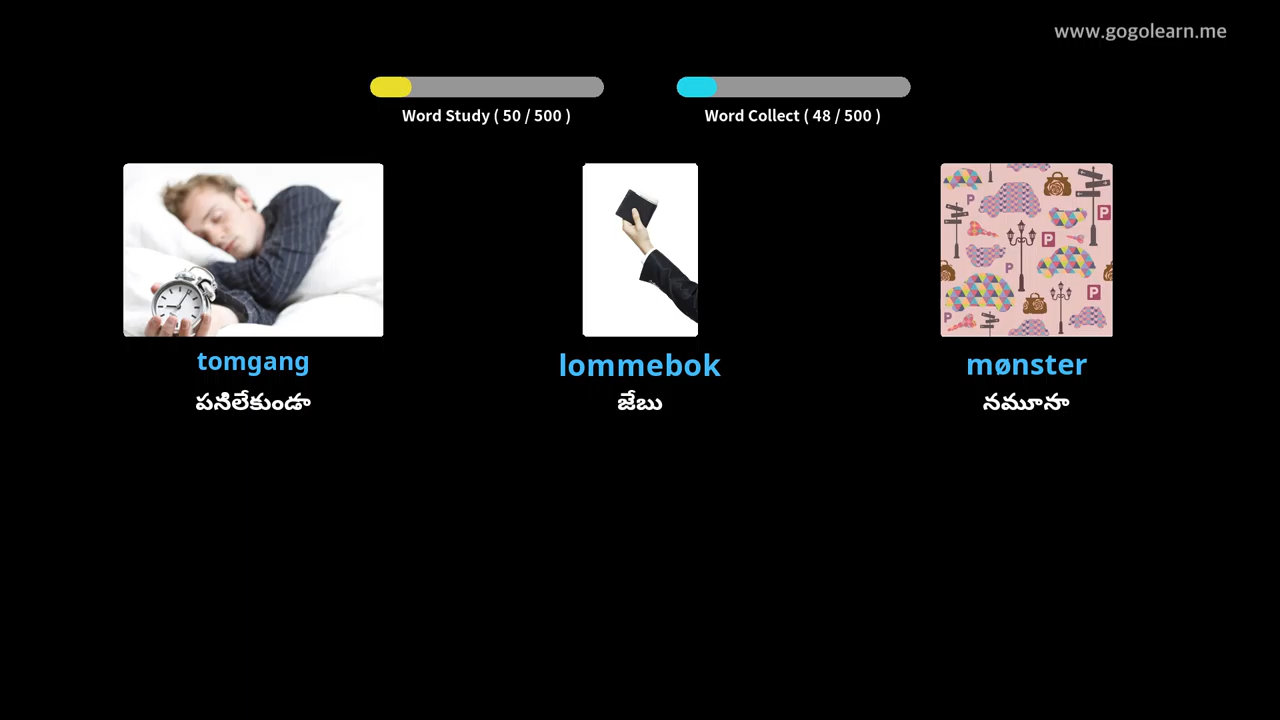 www.gogolearn.me
Word Study ( 50 / 500 )
Word Collect ( 48 / 500 )
tomgang
lommebok
mønster
పనిలేకుండా
జేబు
నమూనా
P
P
P
P
P
P